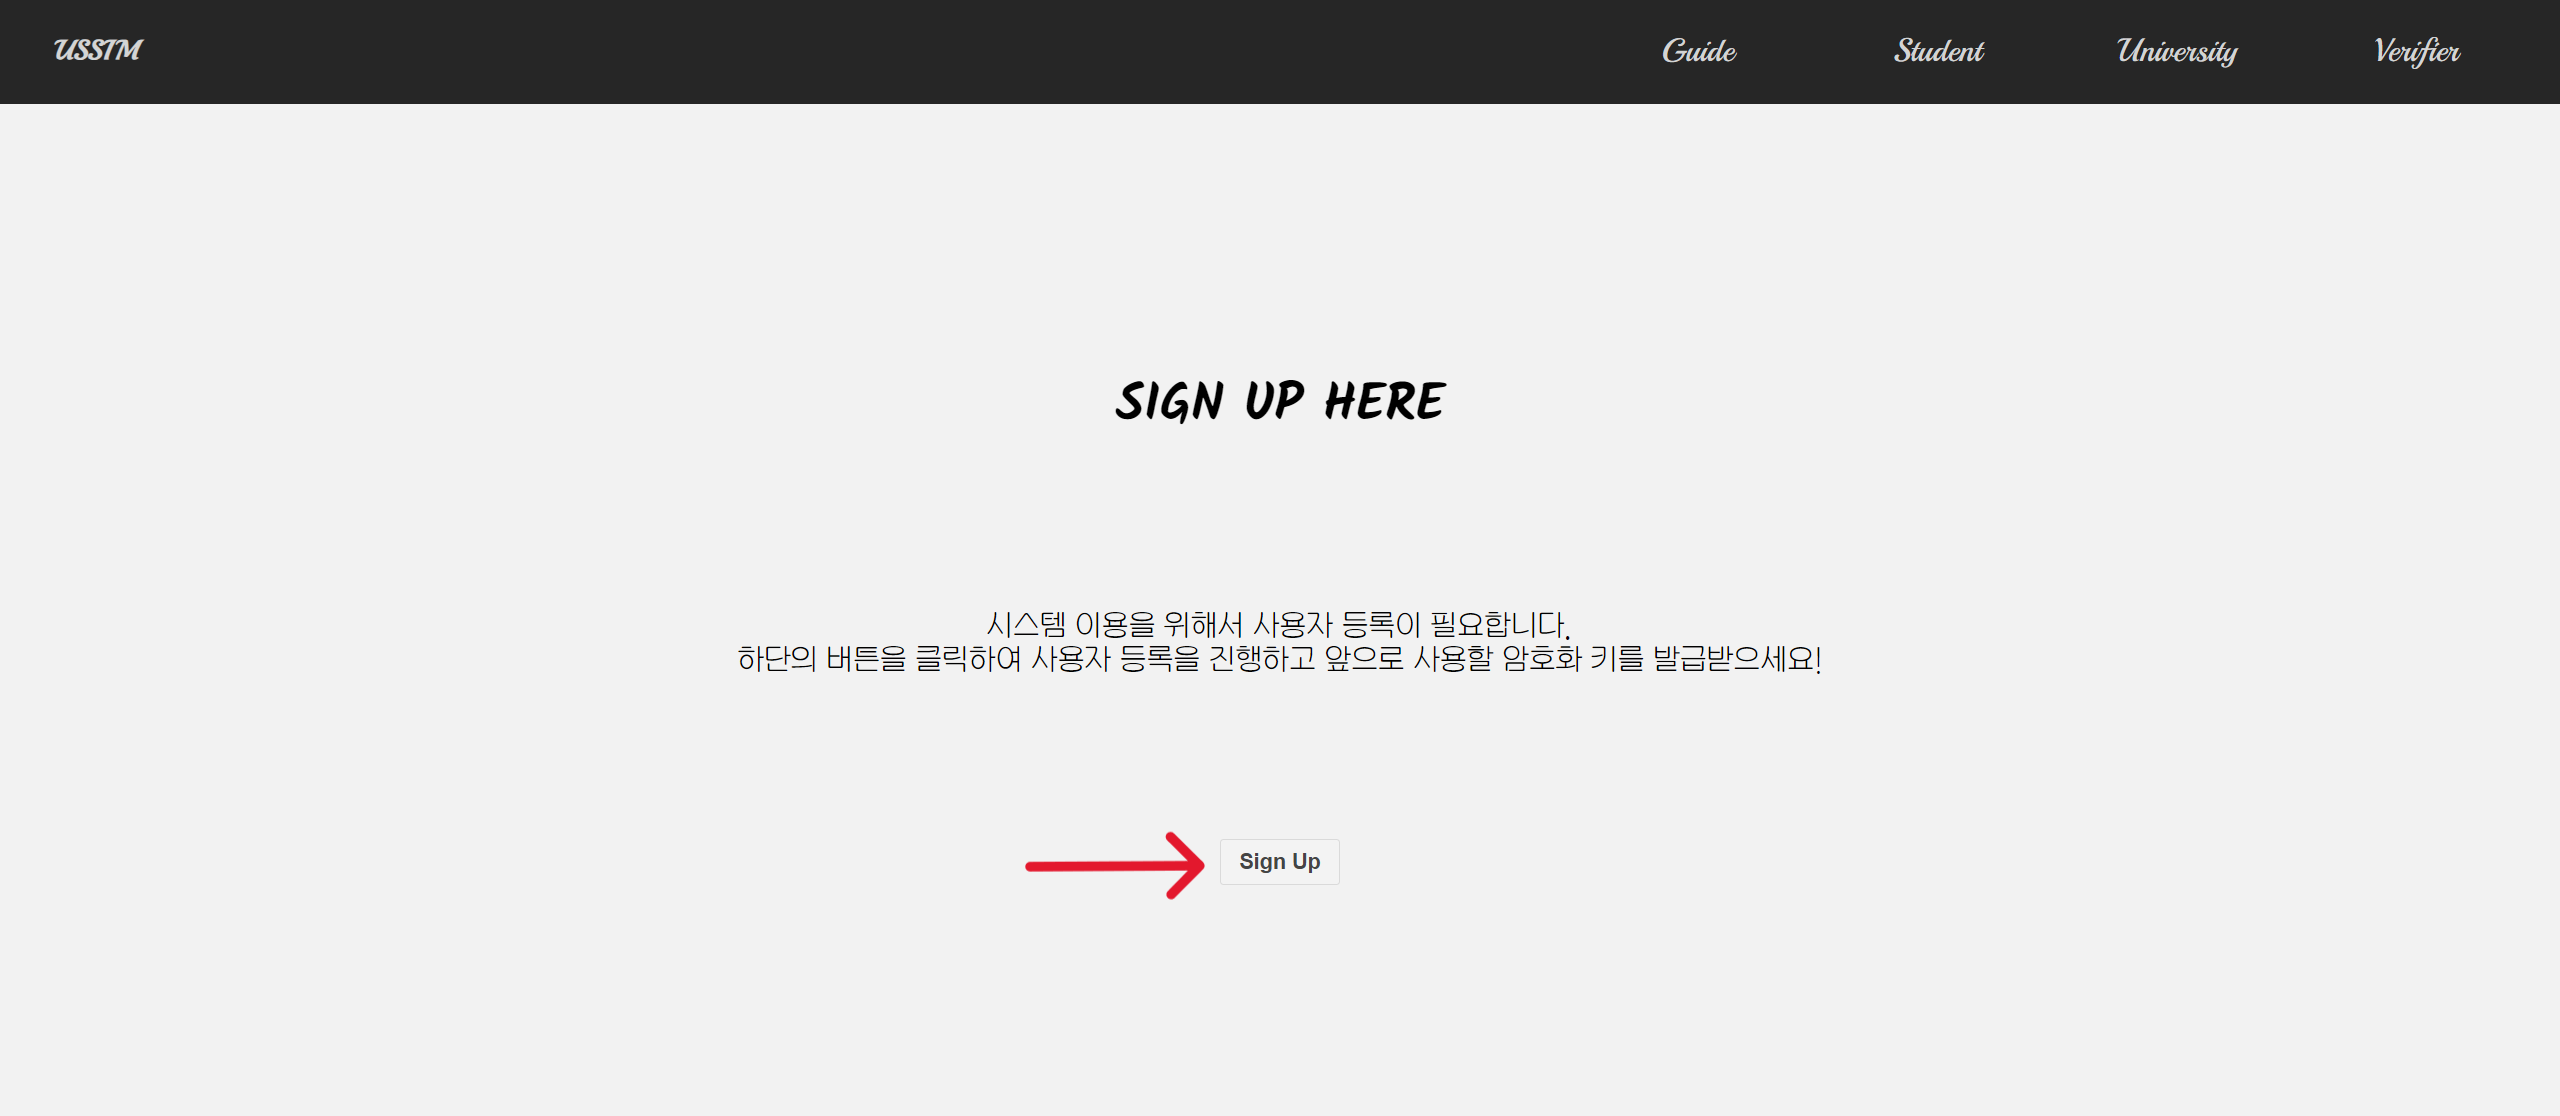 USSTM
Guide Student University Verifier
SIGN UP HERE
시스템 이용을 위해서 사용자 등록이 필요합니다.
하단의 버튼을 클릭하여 사용자 등록을 진행하고 앞으로 사용할 암호화 키를 발급받으세요!
Sign Up